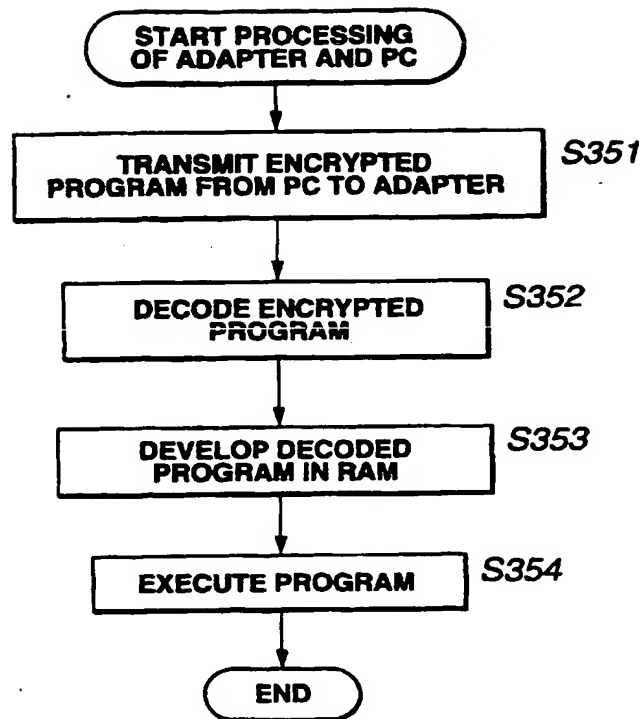 START PROCESSING
OF ADAPTER AND PC
TRANSMIT ENCRYPTED
PROGRAM FROM PC TO ADAPTER
S351
DECODE ENCRYPTED
PROGRAM
S352
DEVELOP DECODED
PROGRAM IN RAM
S353
EXECUTE PROGRAM
S354
END